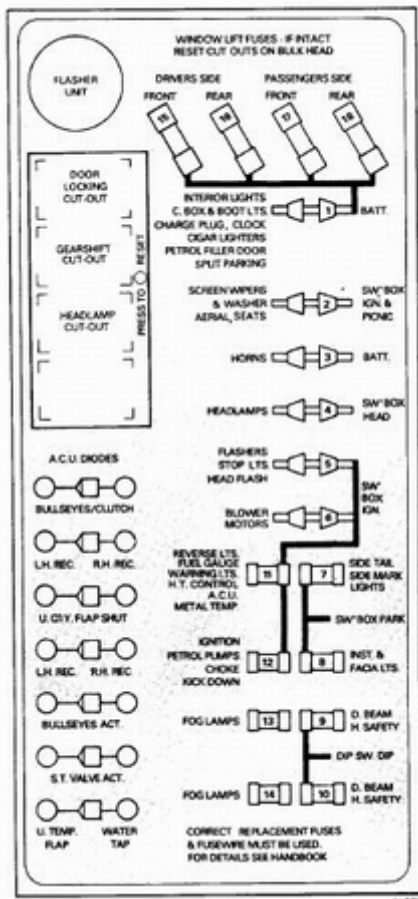 WINDOW LIFT FUSES - IF INTACT
RESET CUT OUTS ON BULK HEAD
FLASHER
UNIT
DRIVERS SIDE
PASSENGERS SIDE
FRONT
REAR
FRONT
REAR
15
16
17
18
DOOR
LOCKING
CUT-OUT
GEARSHIFT
CUT-OUT
HEADLAMP
CUT-OUT
PRESS TO RESET
INTERIOR LIGHTS
C. BOX & BOOT LTS.
CHARGE PLUG, CLOCK
CIGAR LIGHTERS
PETROL FILLER DOOR
SPLIT PARKING
1
BATT.
SCREEN WIPERS
& WASHER
AERIAL, SEATS
2
SWH BOX
IGN. &
PICNIC
HORNS
3
BATT.
HEADLAMPS
4
SWH BOX
HEAD
FLASHERS
STOP LTS.
HEAD FLASH
5
SWH
BOX
IGN.
BLOWER
MOTORS
6
REVERSE LTS.
FUEL GAUGE
WARNING LTS.
H.T. CONTROL
A.C.U.
METAL TEMP.
11
7
SIDE TAIL
SIDE MARK
LIGHTS
SWH BOX PARK
IGNITION
PETROL PUMPS
CHOKE
KICK DOWN
12
8
INST. &
FACIA LTS.
FOG LAMPS
13
9
D. BEAM
H. SAFETY
DIP SW. DIP
FOG LAMPS
14
10
D. BEAM
H. SAFETY
A.C.U. DIODES
BULLSEYES/CLUTCH
L.H. REC.
R.H. REC.
U. CTY. FLAP SHUT
L.H. REC.
R.H. REC
BULLSEYES ACT.
S.T. VALVE ACT.
U. TEMP.
FLAP
WATER
TAP
CORRECT REPLACEMENT FUSES
& FUSEWIRE MUST BE USED.
FOR DETAILS SEE HANDBOOK